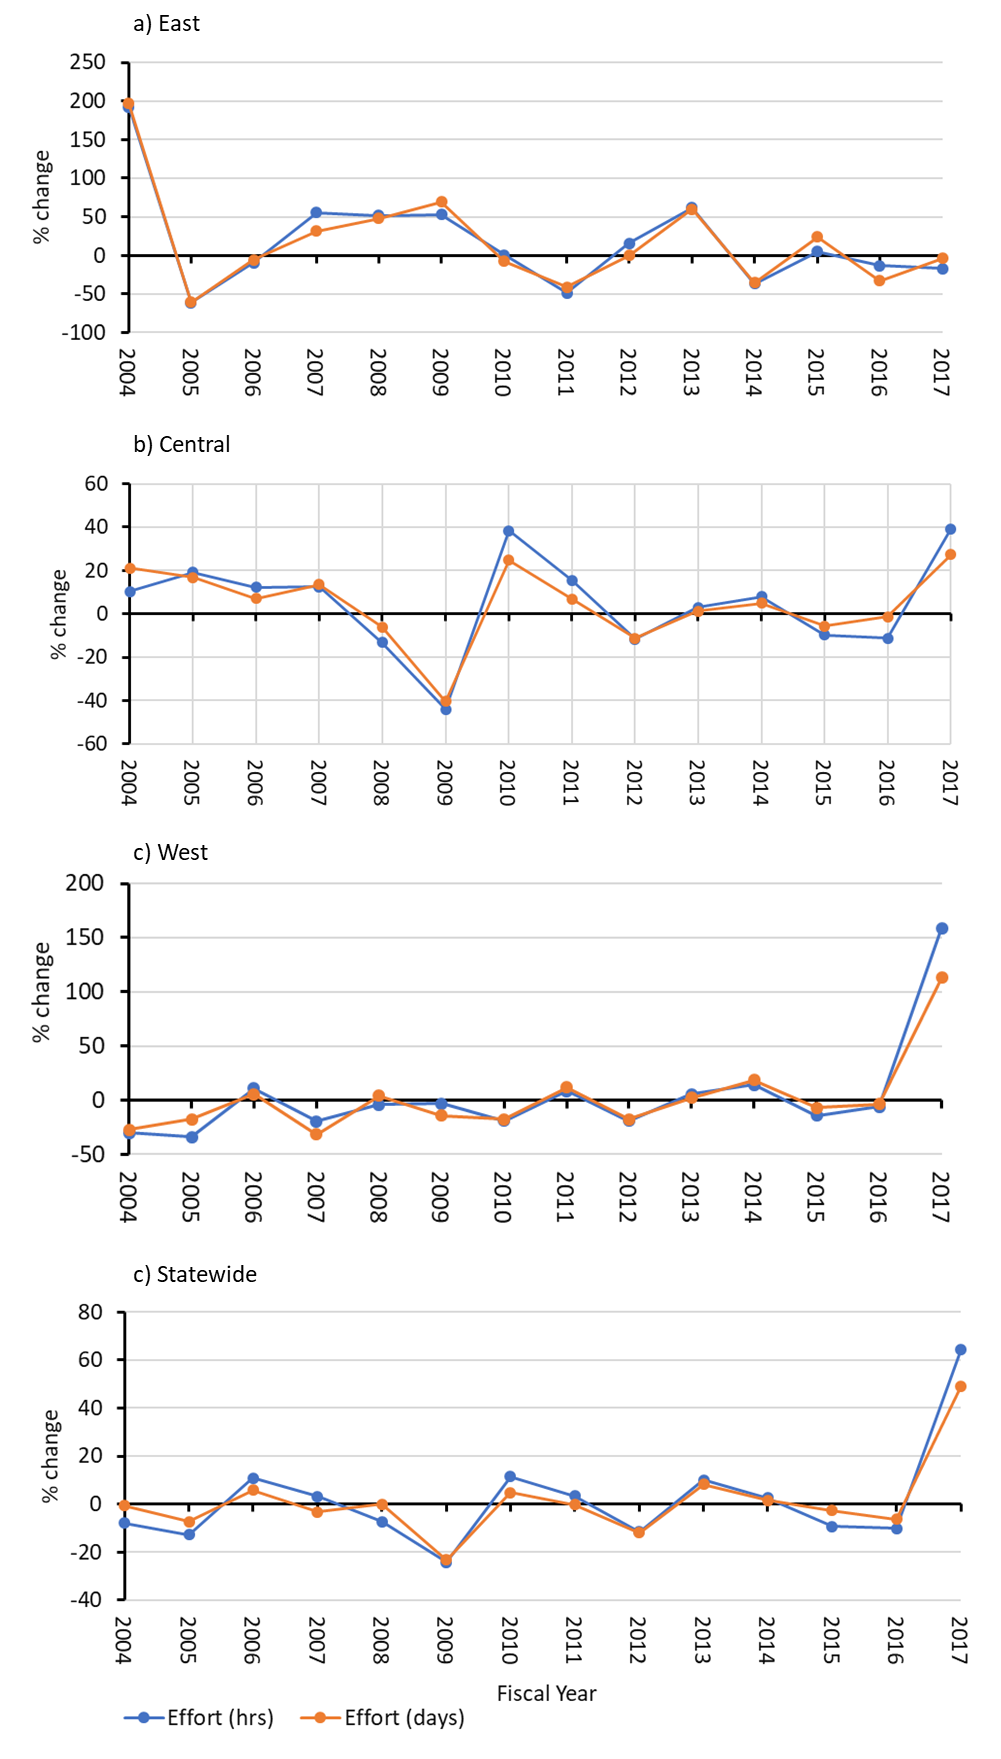 a) East
250
200
150
100
50
0
-50
-100
% change
2004 2005 2006 2007 2008 2009 2010 2011 2012 2013 2014 2015 2016 2017
b) Central
60
40
20
0
-20
-40
-60
% change
2004 2005 2006 2007 2008 2009 2010 2011 2012 2013 2014 2015 2016 2017
c) West
200
150
100
50
0
-50
% change
2004 2005 2006 2007 2008 2009 2010 2011 2012 2013 2014 2015 2016 2017
c) Statewide
80
60
40
20
0
-20
-40
% change
2004 2005 2006 2007 2008 2009 2010 2011 2012 2013 2014 2015 2016 2017
Fiscal Year
Effort (hrs) Effort (days)